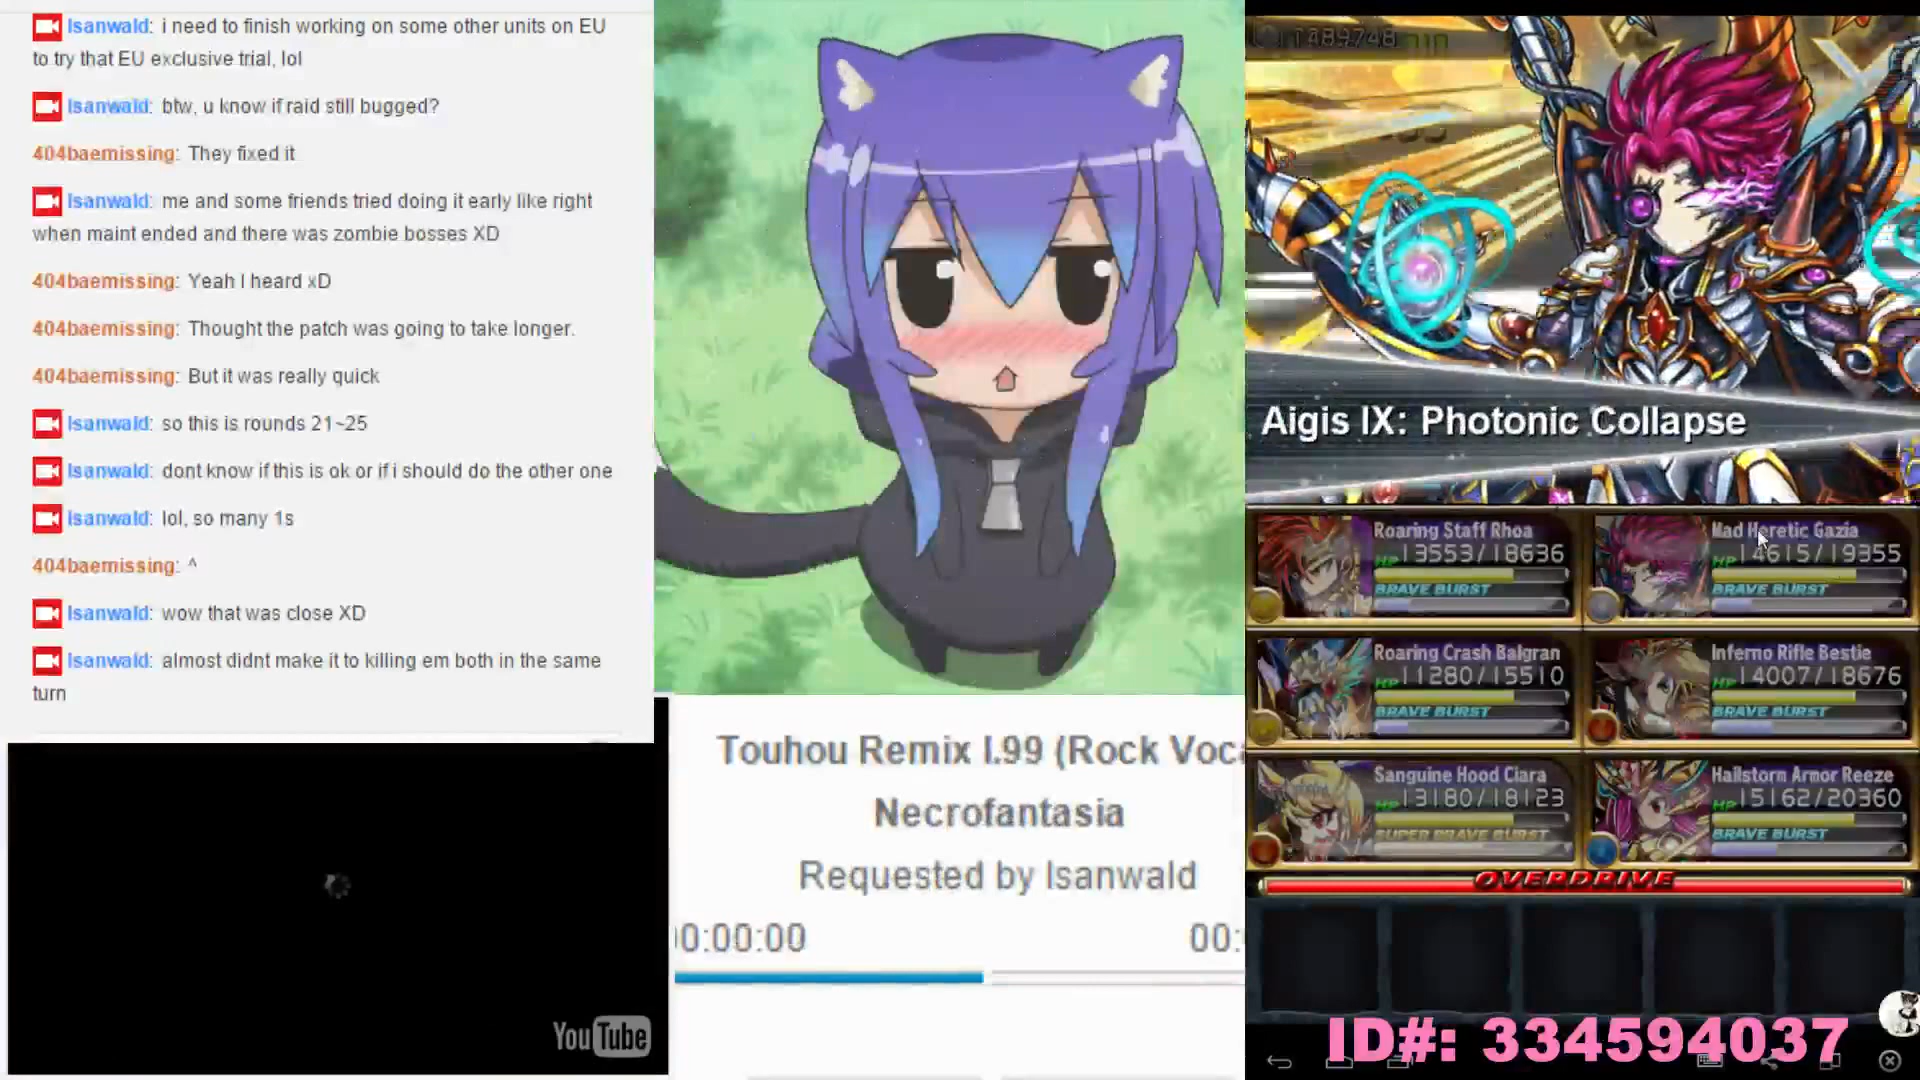 Isanwald: i need to finish working on some other units on EU
to try that EU exclusive trial, lol
Isanwald: btw, u know if raid still bugged?
404baemissing: They fixed it
Isanwald: me and some friends tried doing it early like right
when maint ended and there was zombie bosses XD
404baemissing: Yeah I heard xD
404baemissing: Thought the patch was going to take longer.
404baemissing: But it was really quick
Isanwald: so this is rounds 21~25
Isanwald: dont know if this is ok or if i should do the other one
Isanwald: lol, so many 1s
404baemissing: ^
Isanwald: wow that was close XD
Isanwald: almost didnt make it to killing em both in the same
turn
YouTube
Touhou Remix I.99 (Rock Voca
Necrofantasia
Requested by Isanwald
00:00:00
00:
1489748
Aigis IX: Photonic Collapse
Roaring Staff Rhoa
HP 13553/18636
BRAVE BURST
Mad Heretic Gazia
HP 14615/19355
BRAVE BURST
Roaring Crash Balgran
HP 11280/15510
BRAVE BURST
Inferno Rifle Bestie
HP 14007/18676
BRAVE BURST
Sanguine Hood Ciara
HP 13180/18123
SUPER BRAVE BURST
Hailstorm Armor Reeze
HP 15162/20360
BRAVE BURST
OVERDRIVE
ID#: 334594037